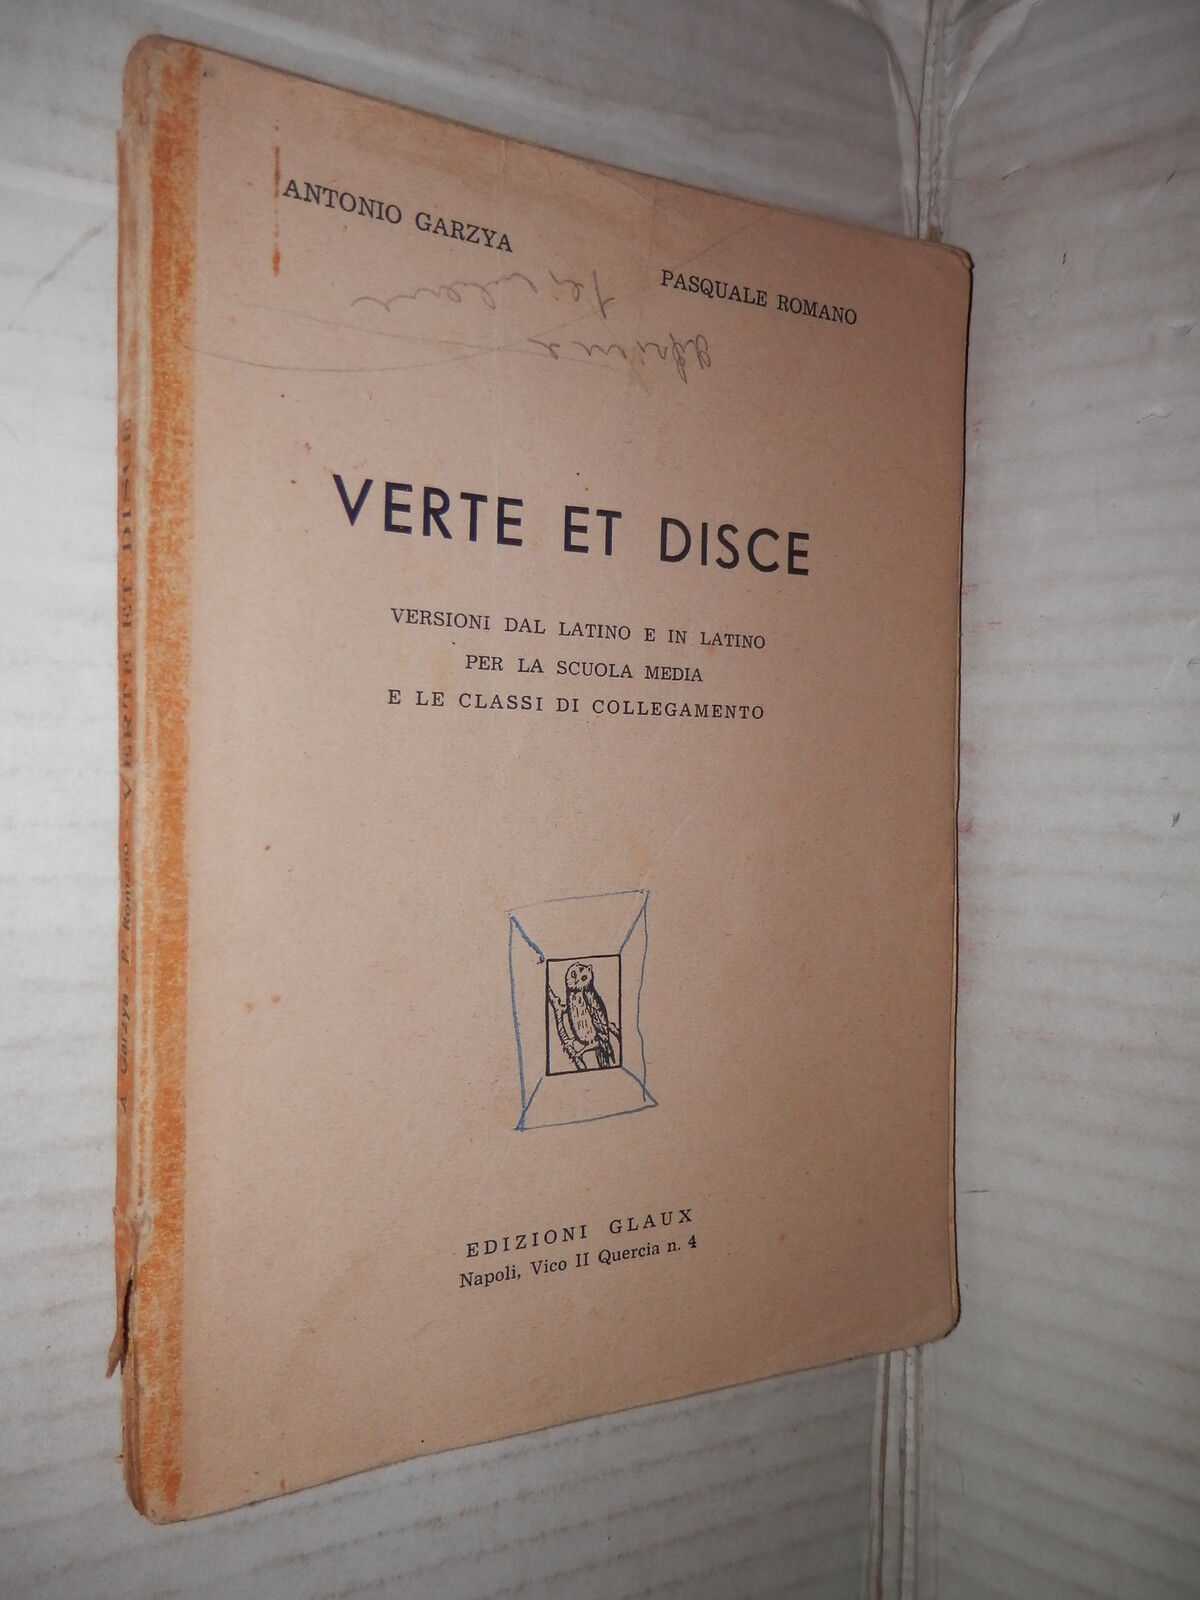 ANTONIO GARZYA
PASQUALE ROMANO
VERTE ET DISCE
VERSIONI DAL LATINO E IN LATINO
PER LA SCUOLA MEDIA
E LE CLASSI DI COLLEGAMENTO
EDIZIONI GLAUX
Napoli, Vico II Quercia n. 4
A. Garzya - P. Romano - VERTE ET DISCE